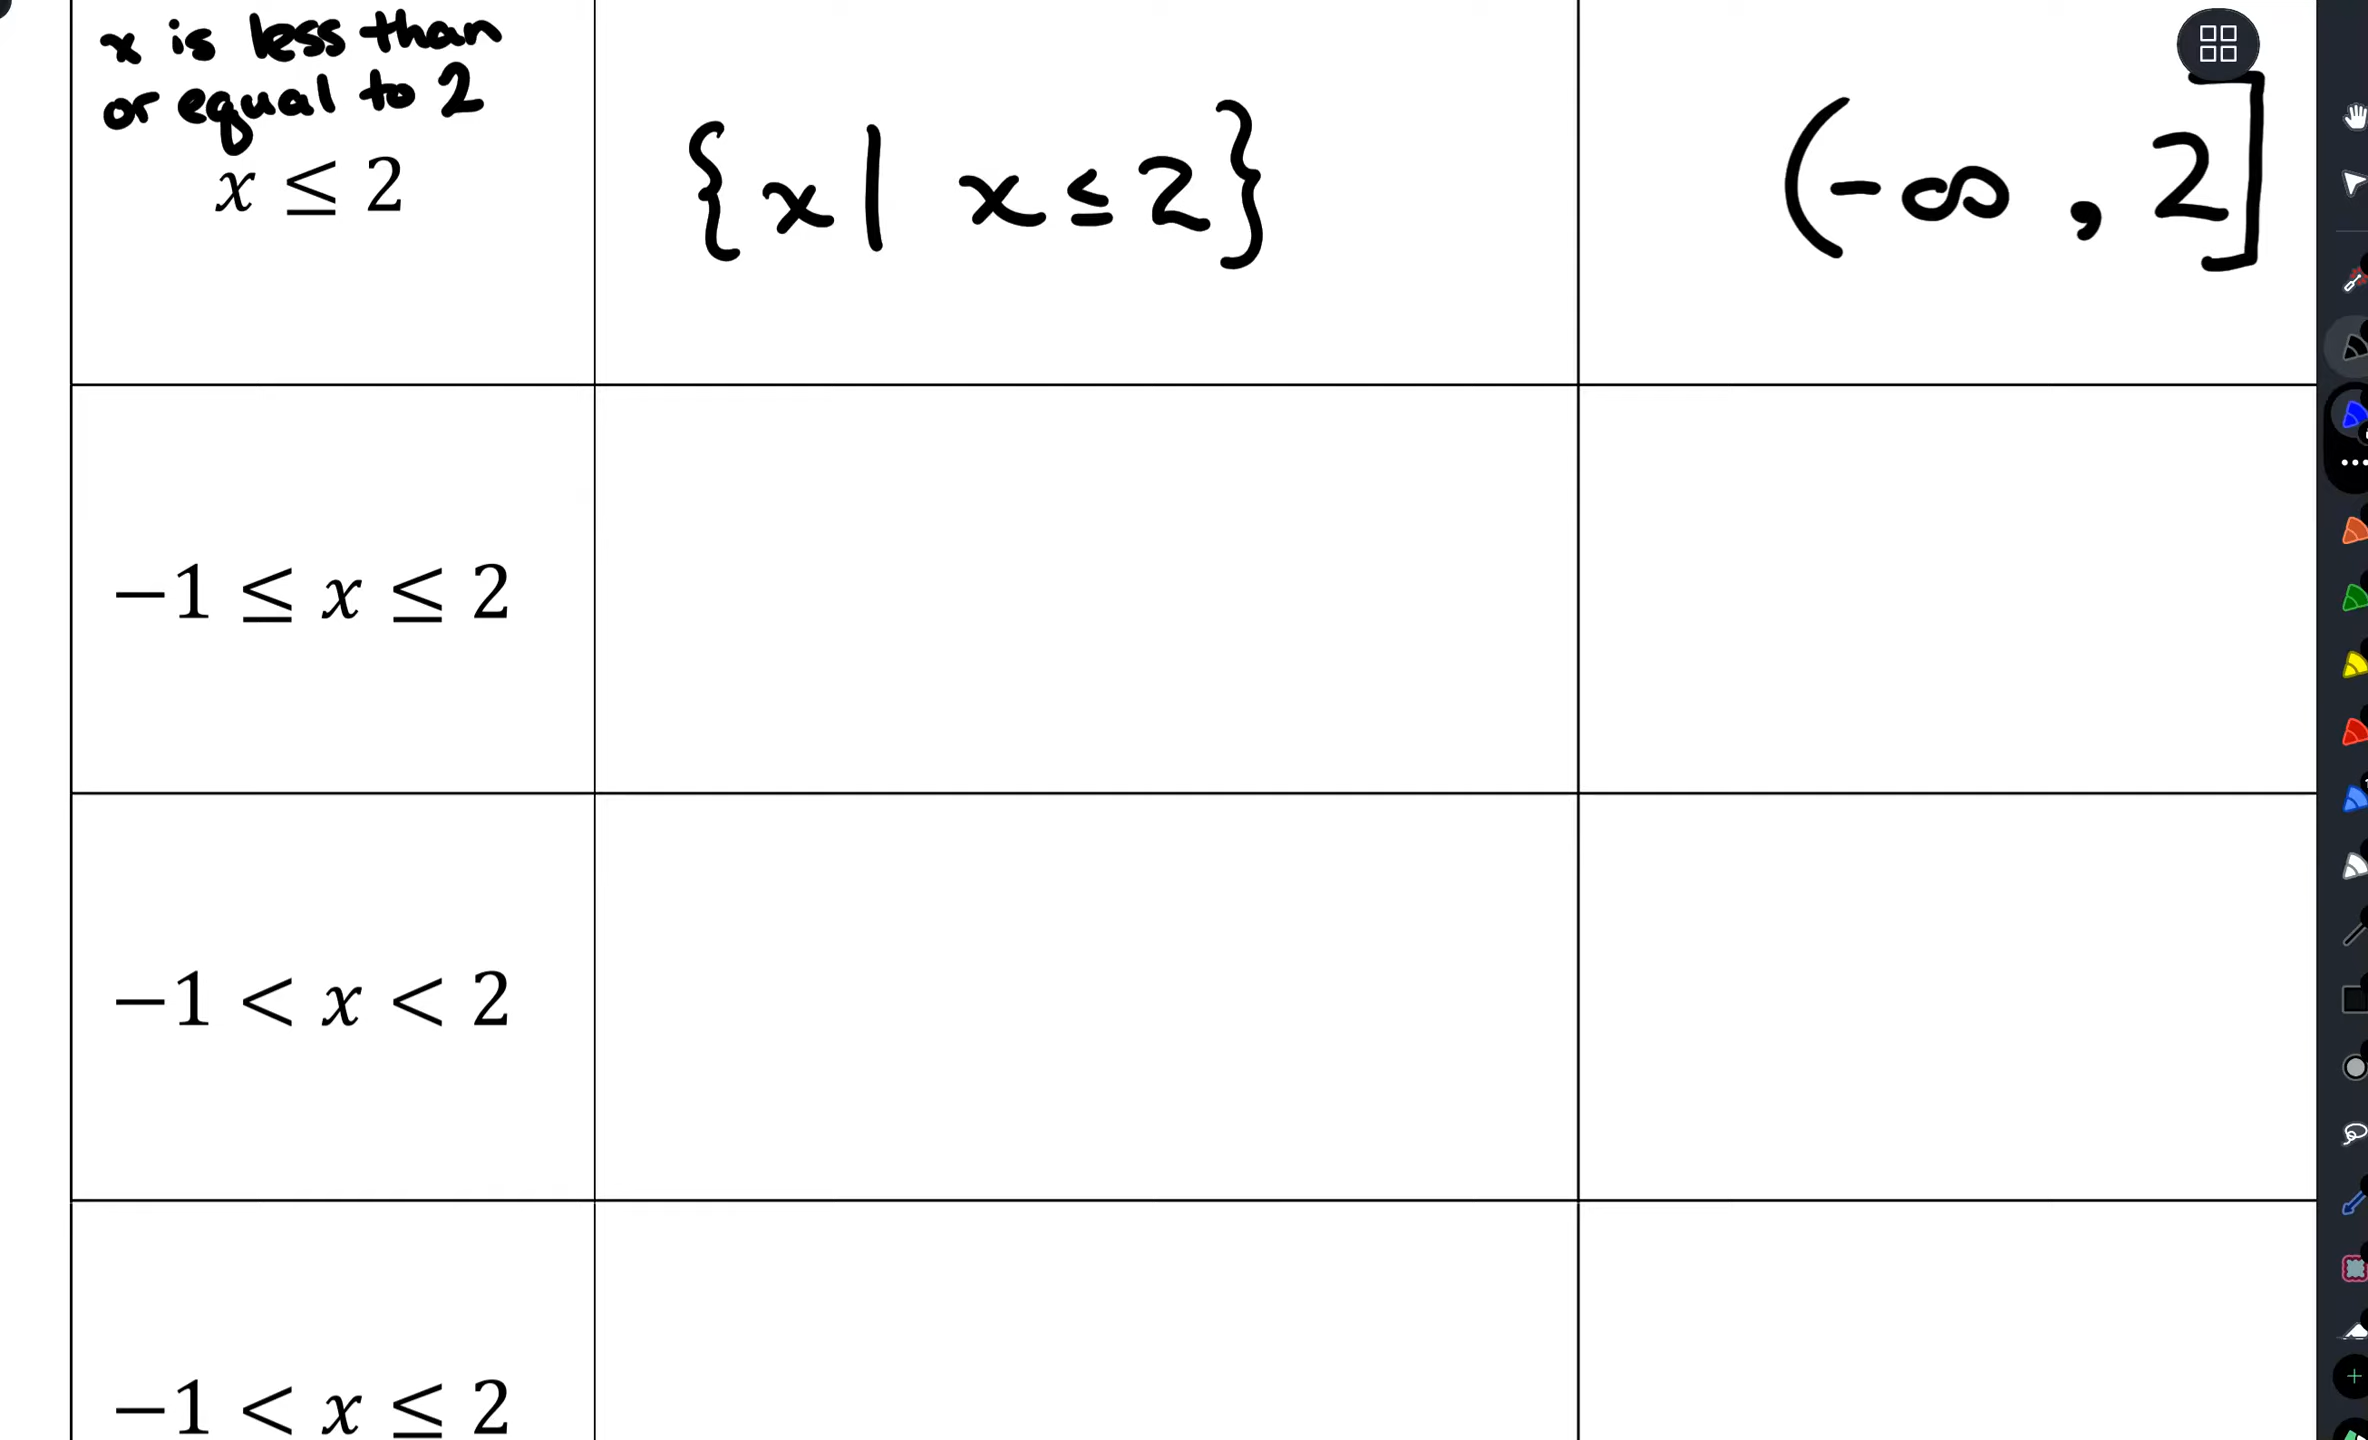 x is less than
or equal to 2
x ≤ 2
{x | x ≤ 2}
(-∞, 2]
−1 ≤ x ≤ 2
−1 < x < 2
−1 < x ≤ 2